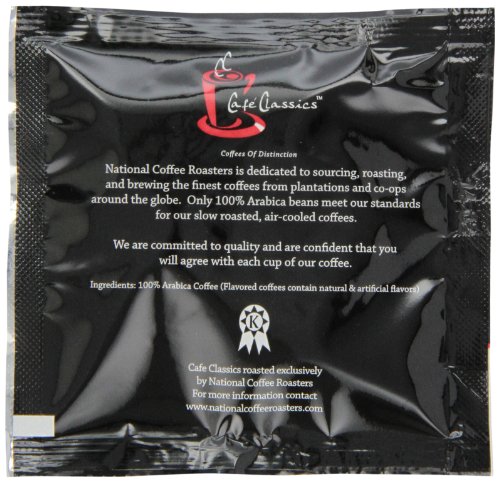 Café Classics™
Coffees Of Distinction
National Coffee Roasters is dedicated to sourcing, roasting,
and brewing the finest coffees from plantations and co-ops
around the globe.  Only 100% Arabica beans meet our standards
for our slow roasted, air-cooled coffees.
We are committed to quality and are confident that you
will agree with each cup of our coffee.
Ingredients: 100% Arabica Coffee (Flavored coffees contain natural & artificial flavors)
K
Cafe Classics roasted exclusively
by National Coffee Roasters
For more information contact
www.nationalcoffeeroasters.com